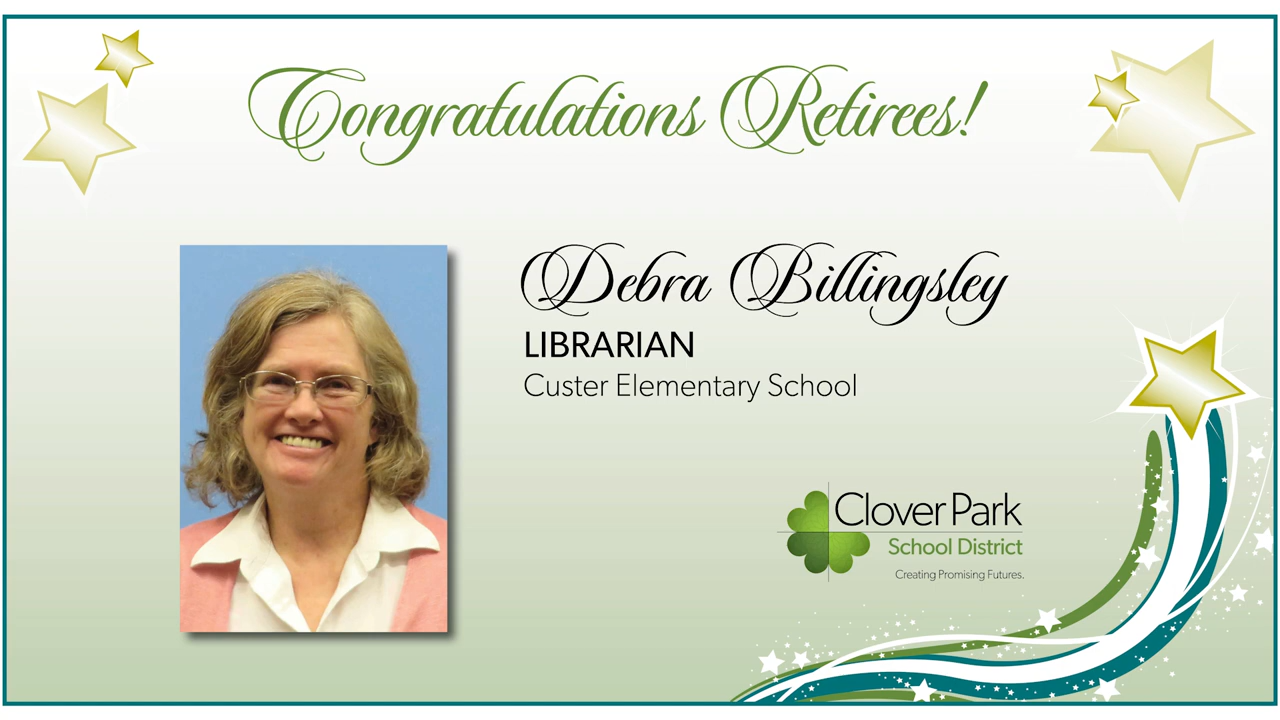 Congratulations Retirees!
Debra Billingsley
LIBRARIAN
Custer Elementary School
Clover Park
School District
Creating Promising Futures.